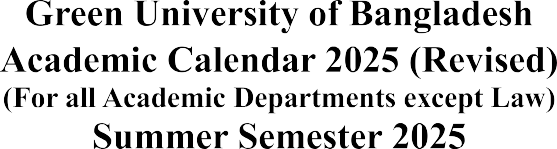 Green University of Bangladesh
Academic Calendar 2025 (Revised)
(For all Academic Departments except Law)
Summer Semester 2025